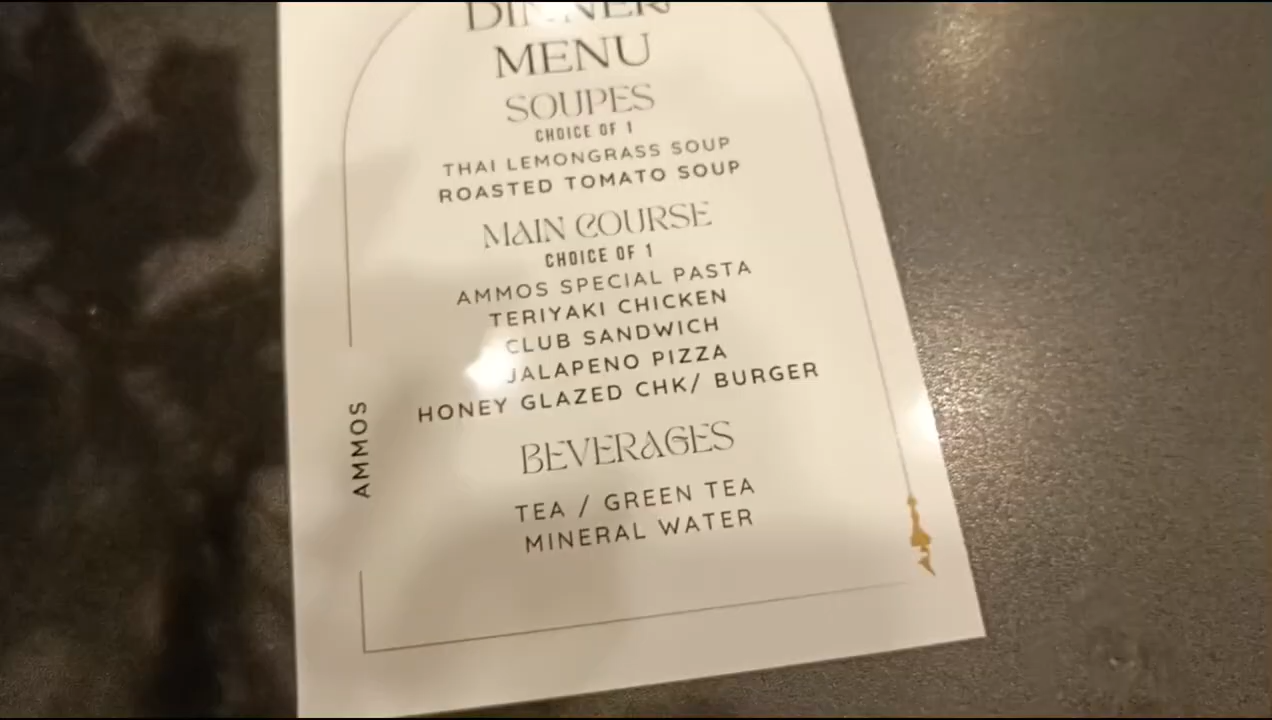 DINNER
MENU
SOUPES
CHOICE OF 1
THAI LEMONGRASS SOUP
ROASTED TOMATO SOUP
MAIN COURSE
CHOICE OF 1
AMMOS SPECIAL PASTA
TERIYAKI CHICKEN
CLUB SANDWICH
JALAPENO PIZZA
HONEY GLAZED CHK/ BURGER
BEVERAGES
TEA / GREEN TEA
MINERAL WATER
AMMOS